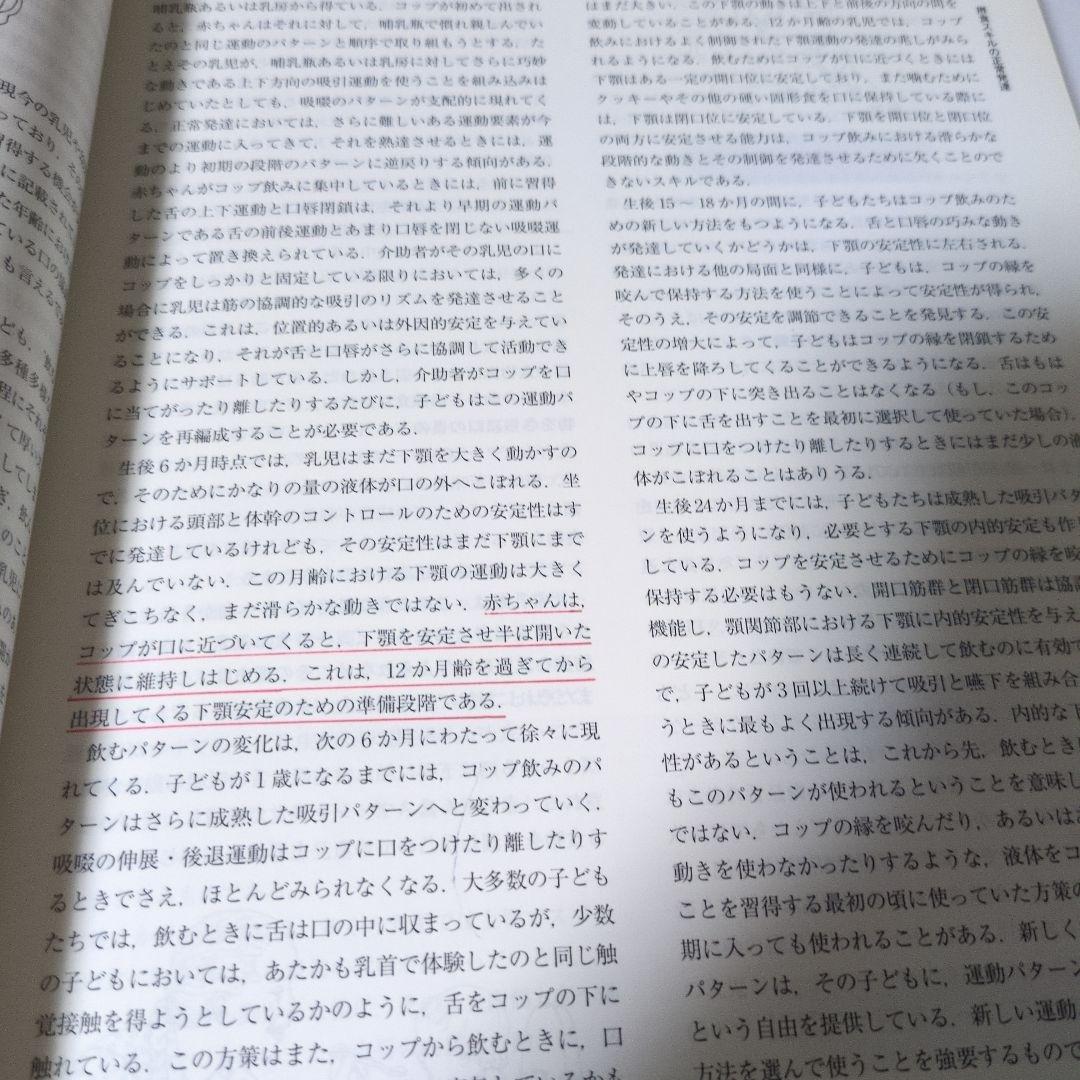 哺乳瓶あるいは乳房から得ている．コップが初めて出され
ると，赤ちゃんはそれに対して，哺乳瓶で慣れ親しんでい
たのと同じ運動のパターンと順序で取り組もうとする．た
とえその乳児が，哺乳瓶あるいは乳房に対してさらに巧妙
な動きである上下方向の吸引運動を使うことを組み込みは
じめていたとしても，吸啜のパターンが支配的に現れてく
る．正常発達においては，さらに難しいある運動要素が今
までの運動に入ってきて，それを熟達させるときには，運
動のより初期の段階のパターンに逆戻りする傾向がある．
赤ちゃんがコップ飲みに集中しているときには，前に習得
した舌の上下運動と口唇閉鎖は，それより早期の運動パ
ターンである舌の前後運動とあまり口唇を閉じない吸啜運
動によって置き換えられている．介助者がその乳児の口に
コップをしっかりと固定している限りにおいては，多くの
場合に乳児は筋の協調的な吸引のリズムを発達させること
ができる．これは，位置的あるいは外因的安定を与えてい
ることになり，それが舌と口唇がさらに協調して活動でき
るようにサポートしている．しかし，介助者がコップを口
に当てがったり離したりするたびに，子どもはこの運動パ
ターンを再編成することが必要である．
生後6か月時点では，乳児はまだ下顎を大きく動かすの
で，そのためにかなりの量の液体が口の外へこぼれる．坐
位における頭部と体幹のコントロールのための安定性はす
でに発達しているけれども，その安定性はまだ下顎にまで
は及んでいない．この月齢における下顎の運動は大きく
てぎこちなく，まだ滑らかな動きではない．赤ちゃんは，
コップが口に近づいてくると，下顎を安定させ半ば開いた
状態に維持しはじめる．これは，12か月齢を過ぎてから
出現してくる下顎安定のための準備段階である．
飲むパターンの変化は，次の6か月にわたって徐々に現
れてくる．子どもが1歳になるまでには，コップ飲みのパ
ターンはさらに成熟した吸引パターンへと変わっていく．
吸啜の伸展・後退運動はコップに口をつけたり離したりす
るときでさえ，ほとんどみられなくなる．大多数の子ども
たちでは，飲むときに舌は口の中に収まっているが，少数
の子どもにおいては，あたかも乳首で体験したのと同じ触
覚接触を得ようとしているかのように，舌をコップの下に
触れている．この方策はまた，コップから飲むときに，口
はまだ大きい．この下顎の動きは上下と前後の方向の間を
変動していることがある．12か月齢の乳児では，コップ
飲みにおけるよく制御された下顎運動の発達の兆しがみら
れるようになる．飲むためにコップが口に近づくときには
下顎はある一定の開口位に安定しており，また噛むために
クッキーやその他の硬い固形食を口に保持している際に
は，下顎は閉口位に安定している．下顎を開口位と閉口位
の両方に安定させる能力は，コップ飲みにおける滑らかな
段階的な動きとその制御を発達させるために欠くことので
きないスキルである．
生後15〜18か月の間に，子どもたちはコップ飲みのた
めの新しい方法をもつようになる．舌と口唇の巧みな動き
が発達していくかどうかは，下顎の安定性に左右される．
発達における他の局面と同様に，子どもは，コップの縁を
咬んで保持する方法を使うことによって安定性が得られ，
そのうえ，その安定を調節できることを発見する．この安
定性の増大によって，子どもはコップの縁を閉鎖するため
に上唇を降ろしてくることができるようになる．舌はもは
やコップの下に突き出ることはなくなる（もし，このコッ
プの下に舌を出すことを最初に選択して使っていた場合）．
コップに口をつけたり離したりするときにはまだ少しの液
体がこぼれることはありうる．
生後24か月までには，子どもたちは成熟した吸引パタ
ンを使うようになり，必要とする下顎の内的安定も作り
している．コップを安定させるためにコップの縁を咬
保持する必要はもうない．開口筋群と閉口筋群は協調
機能し，顎関節部における下顎に内的安定性を与え
の安定したパターンは長く連続して飲むのに有効で
で，子どもが3回以上続けて吸引と嚥下を組み合
うときに最もよく出現する傾向がある．内的な下
性があるということは，これから先，飲むときに
もこのパターンが使われるということを意味し
ではない．コップの縁を咬んだり，あるいは
動きを使わなかったりするような，液体をコ
ことを習得する最初の頃に使っていた方策の
期に入っても使われることがある．新しく
パターンは，その子どもに，運動パターン
という自由を提供している．新しい運動
方法を選んで使うことを強要するもので
摂食スキルの正常発達